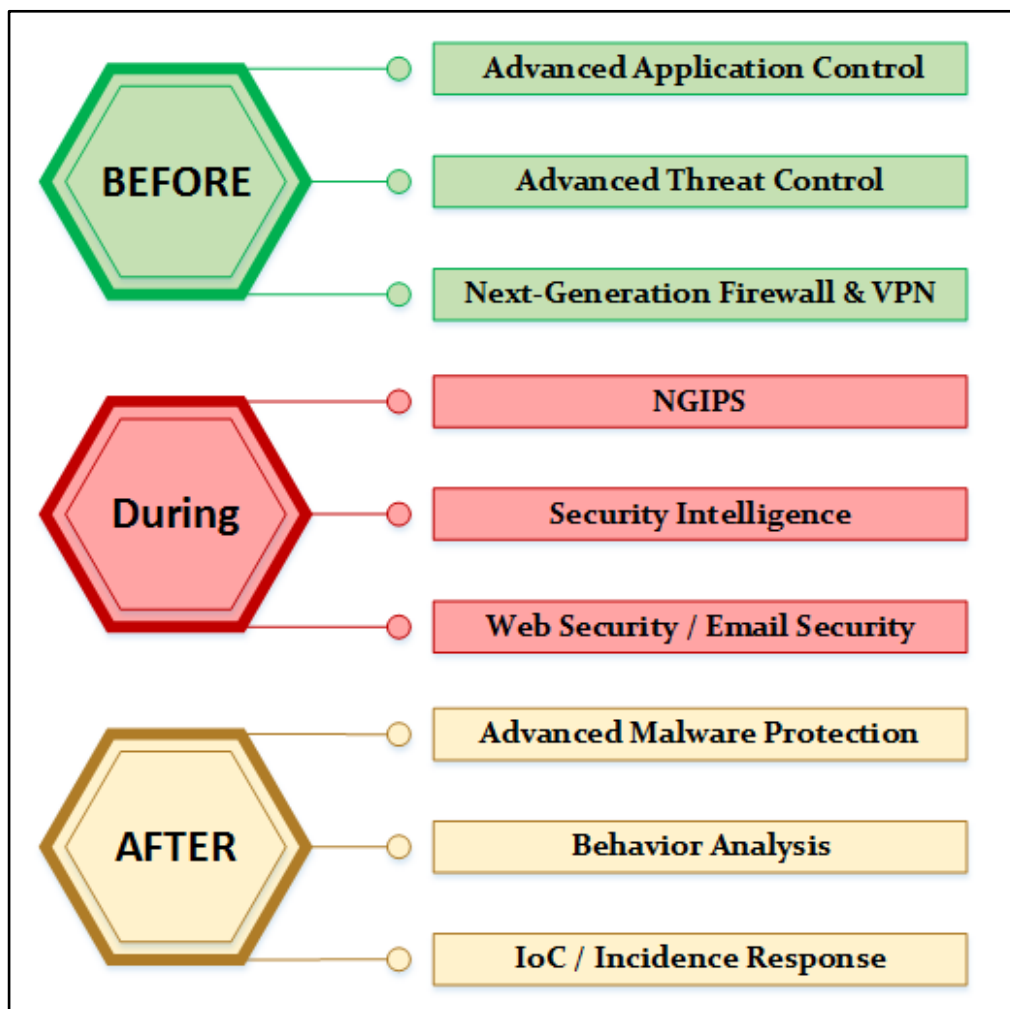 BEFORE
Advanced Application Control
Advanced Threat Control
Next-Generation Firewall & VPN
During
NGIPS
Security Intelligence
Web Security / Email Security
AFTER
Advanced Malware Protection
Behavior Analysis
IoC / Incidence Response